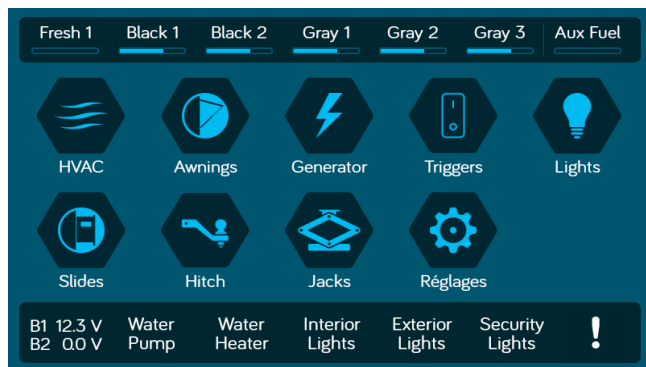 Fresh 1 Black 1 Black 2 Gray 1 Gray 2 Gray 3 Aux Fuel
HVAC Awnings Generator Triggers Lights
Slides Hitch Jacks Réglages
B1 12.3 V Water Water Interior Exterior Security !
B2 0.0 V Pump Heater Lights Lights Lights